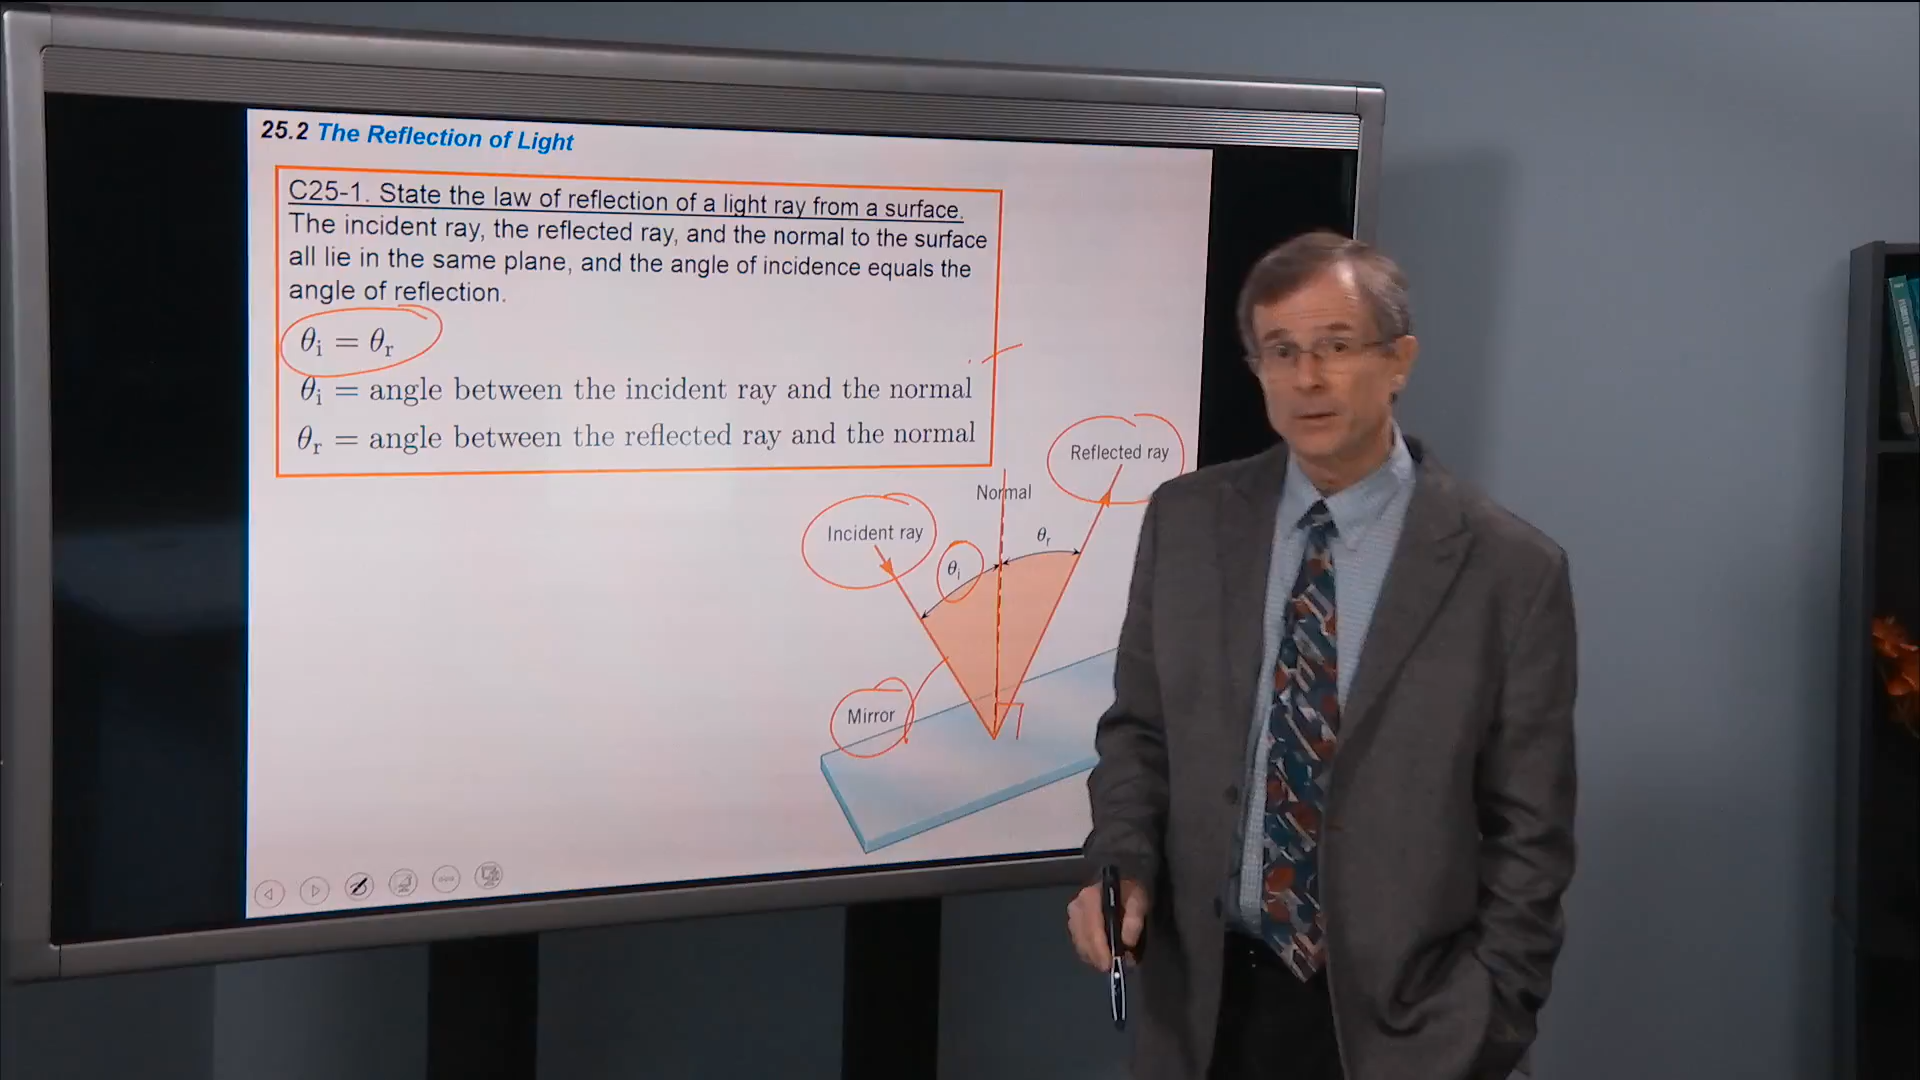 25.2 The Reflection of Light
C25-1. State the law of reflection of a light ray from a surface.
The incident ray, the reflected ray, and the normal to the surface
all lie in the same plane, and the angle of incidence equals the
angle of reflection.
θi = θr
θi = angle between the incident ray and the normal
θr = angle between the reflected ray and the normal
Reflected ray
Normal
Incident ray
θr
θi
Mirror